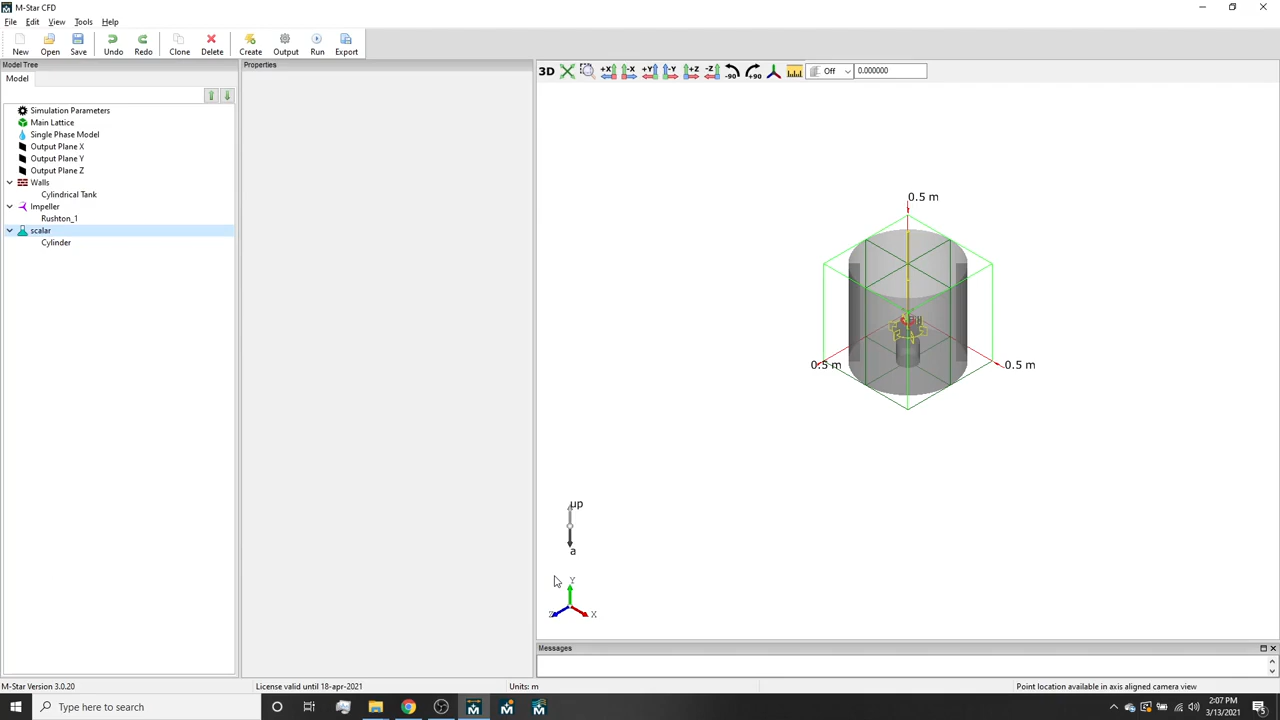 M-Star CFD
File Edit View Tools Help
New Open Save Undo Redo Clone Delete Create Output Run Export
Model Tree
Properties
Model
3D +X -X +Y -Y +Z -Z -90 +90 Off 0.000000
Simulation Parameters
Main Lattice
Single Phase Model
Output Plane X
Output Plane Y
Output Plane Z
Walls
Cylindrical Tank
Impeller
Rushton_1
scalar
Cylinder
0.5 m
0.5 m
0.5 m
up
a
Y
Z
X
Messages
M-Star Version 3.0.20
License valid until 18-apr-2021
Units: m
Point location available in axis aligned camera view
Type here to search
2:07 PM
3/13/2021